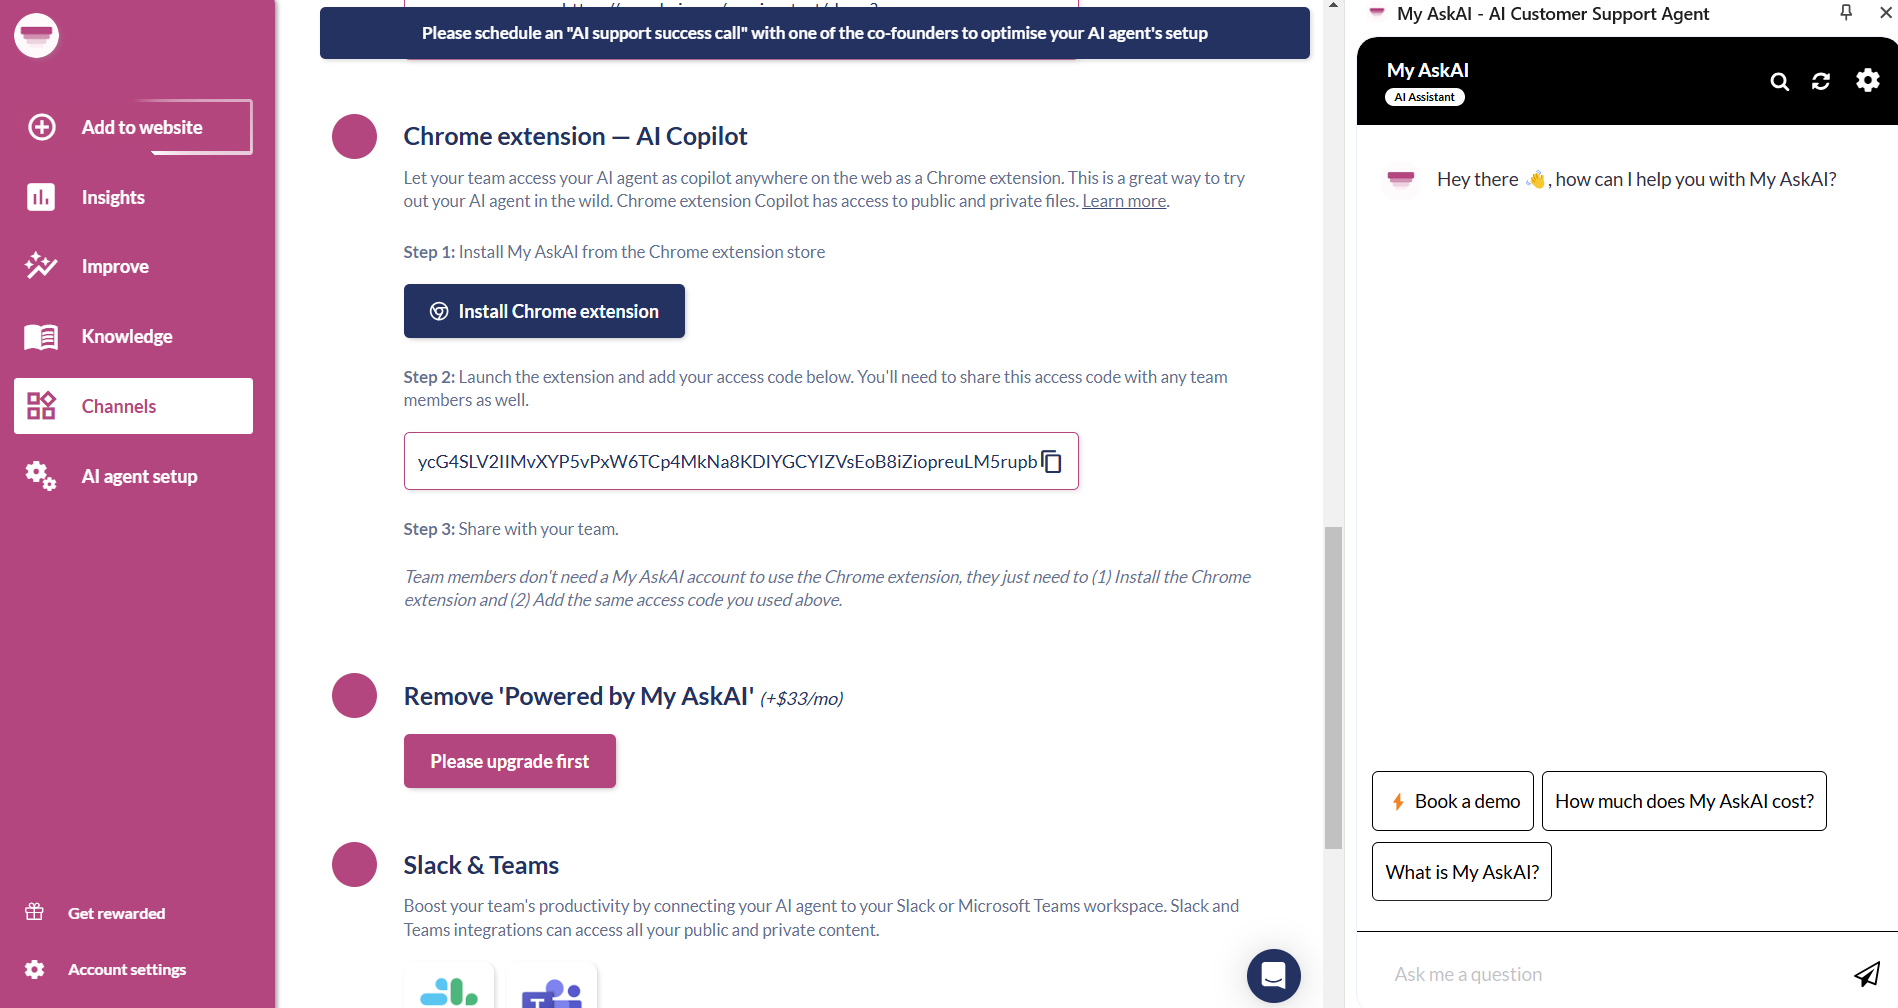 Please schedule an "AI support success call" with one of the co-founders to optimise your AI agent's setup
Add to website
Insights
Improve
Knowledge
Channels
AI agent setup
Get rewarded
Account settings
Chrome extension — AI Copilot
Let your team access your AI agent as copilot anywhere on the web as a Chrome extension. This is a great way to try
out your AI agent in the wild. Chrome extension Copilot has access to public and private files. Learn more.
Step 1: Install My AskAI from the Chrome extension store
Install Chrome extension
Step 2: Launch the extension and add your access code below. You'll need to share this access code with any team
members as well.
ycG4SLV2IIMvXYP5vPxW6TCp4MkNa8KDIYGCYIZVsEoB8iZiopreuLM5rupb
Step 3: Share with your team.
Team members don't need a My AskAI account to use the Chrome extension, they just need to (1) Install the Chrome
extension and (2) Add the same access code you used above.
Remove 'Powered by My AskAI' (+$33/mo)
Please upgrade first
Slack & Teams
Boost your team's productivity by connecting your AI agent to your Slack or Microsoft Teams workspace. Slack and
Teams integrations can access all your public and private content.
My AskAI - AI Customer Support Agent
My AskAI
AI Assistant
Hey there 👋, how can I help you with My AskAI?
Book a demo
How much does My AskAI cost?
What is My AskAI?
Ask me a question